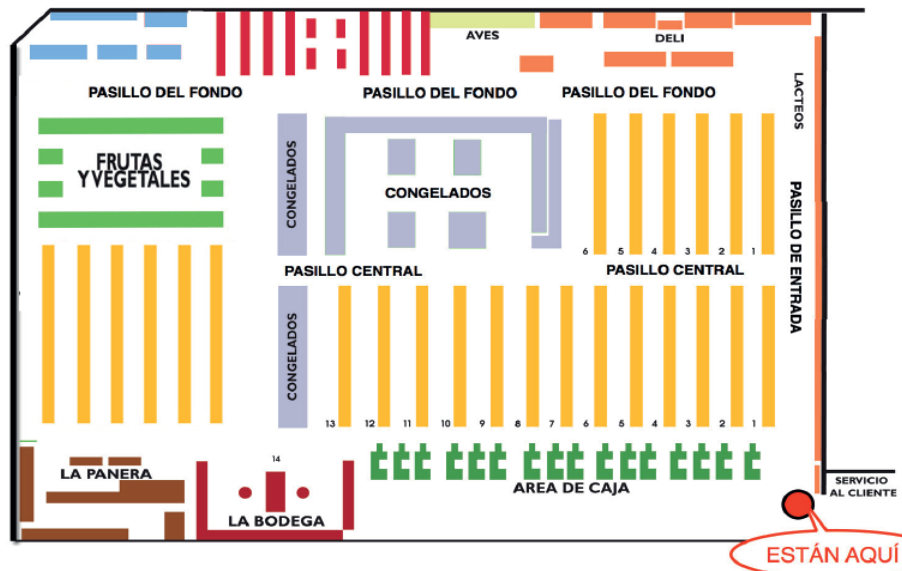 AVES
DELI
LACTEOS
PASILLO DEL FONDO
PASILLO DEL FONDO
PASILLO DEL FONDO
FRUTAS
Y VEGETALES
CONGELADOS
CONGELADOS
PASILLO DE ENTRADA
6 5 4 3 2 1
PASILLO CENTRAL
PASILLO CENTRAL
CONGELADOS
13 12 11 10 9 8 7 6 5 4 3 2 1
LA PANERA
14
LA BODEGA
AREA DE CAJA
SERVICIO
AL CLIENTE
ESTÁN AQUÍ